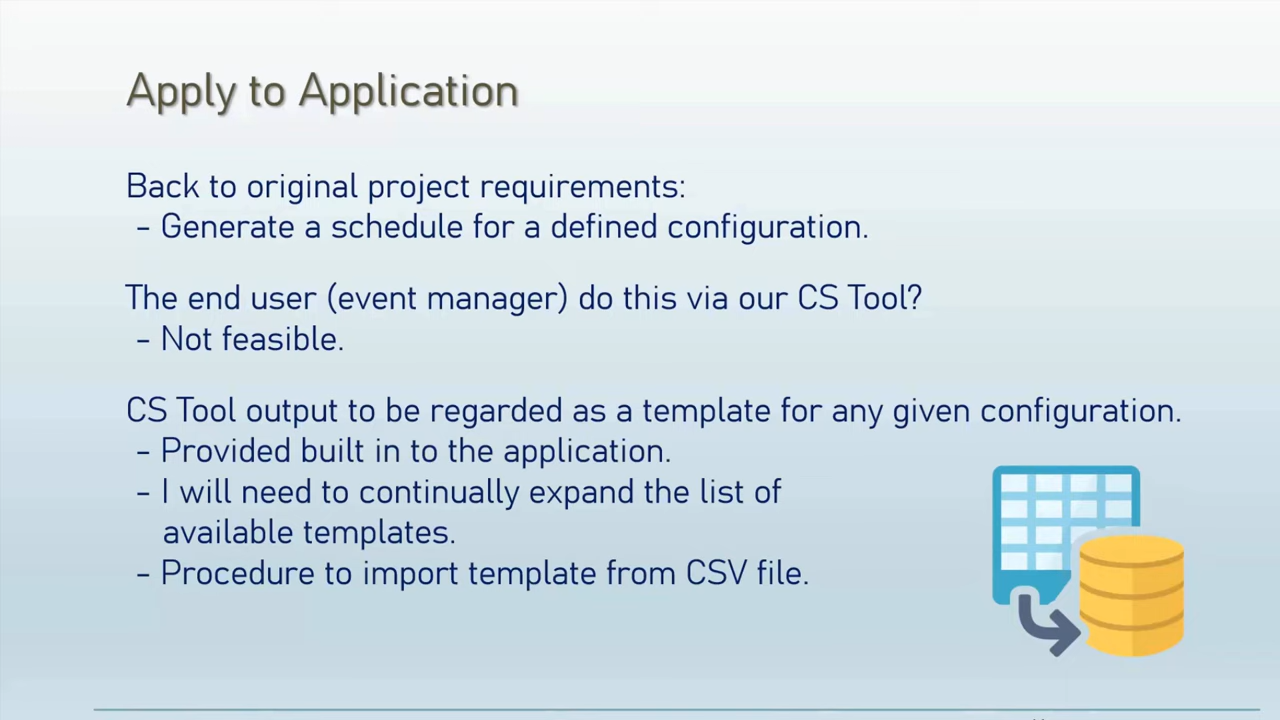 Apply to Application
Back to original project requirements:
– Generate a schedule for a defined configuration.
The end user (event manager) do this via our CS Tool?
– Not feasible.
CS Tool output to be regarded as a template for any given configuration.
– Provided built in to the application.
– I will need to continually expand the list of
available templates.
– Procedure to import template from CSV file.